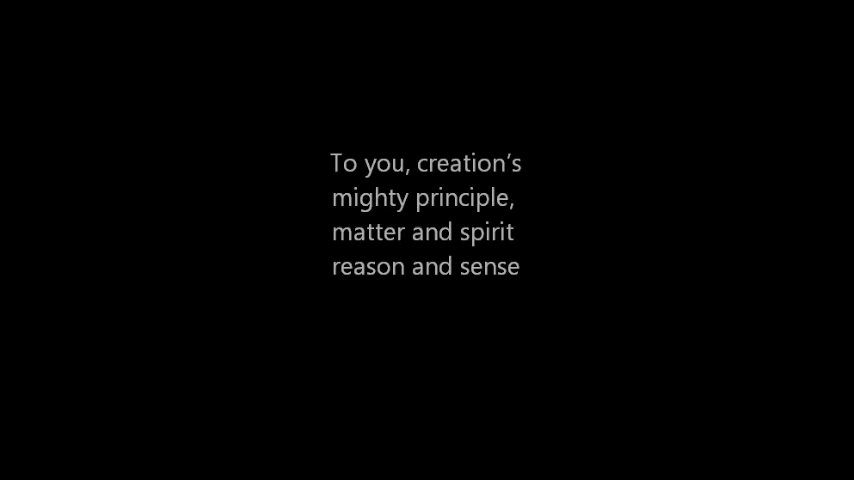 To you, creation’s
mighty principle,
matter and spirit
reason and sense